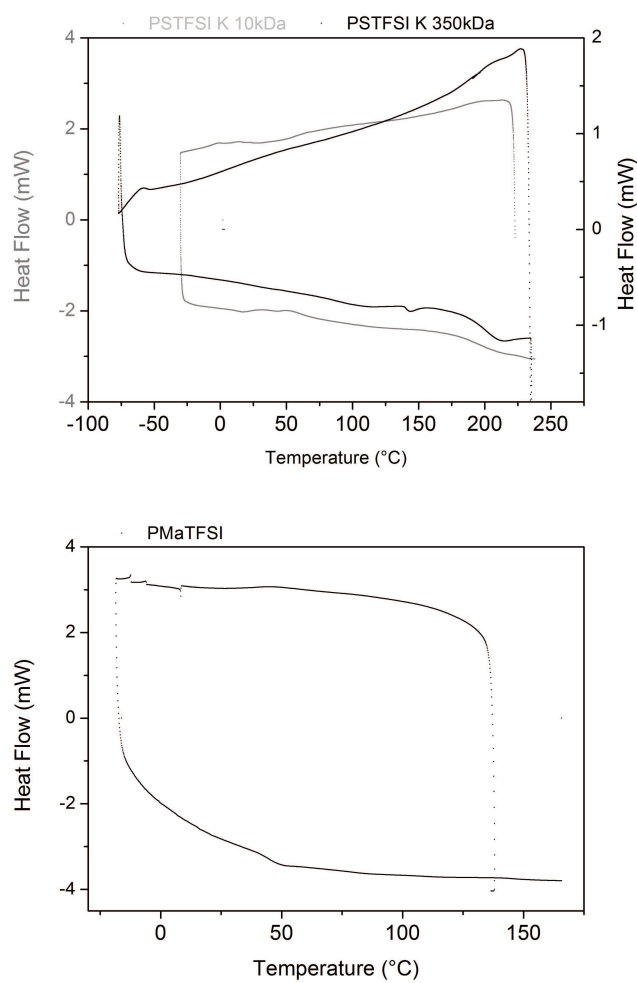 PSTFSI K 10kDa PSTFSI K 350kDa
4
2
0
-2
-4
Heat Flow (mW)
2
1
0
-1
Heat Flow (mW)
-100 -50 0 50 100 150 200 250
Temperature (°C)
PMaTFSI
4
2
0
-2
-4
Heat Flow (mW)
0 50 100 150
Temperature (°C)